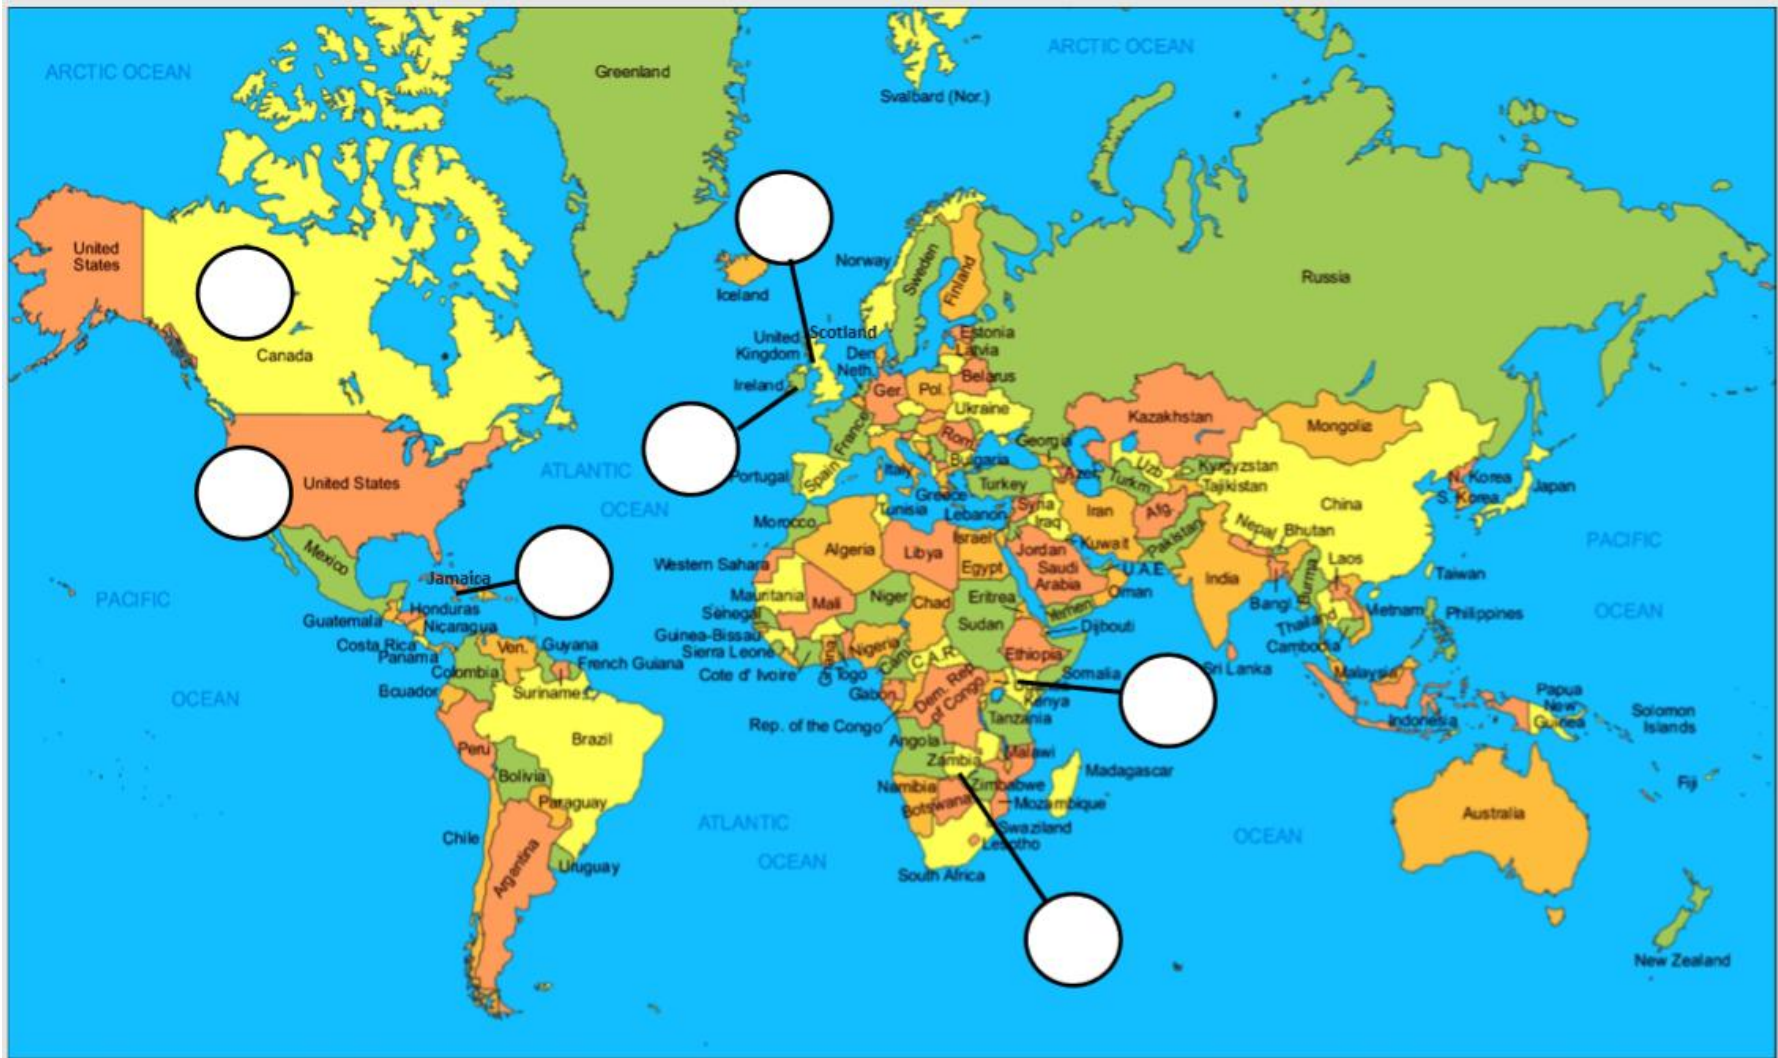 ARCTIC OCEAN
Greenland
ARCTIC OCEAN
Svalbard (Nor.)
United
States
Canada
Iceland
Norway
Sweden
Finland
Russia
United
Kingdom
Scotland
Ireland
Den.
Neth.
Estonia
Latvia
Belarus
Ger.
Pol.
Ukraine
France
Rom.
Kazakhstan
Mongolia
United States
ATLANTIC
OCEAN
Portugal
Spain
Italy
Bulgaria
Georgia
Greece
Turkey
Azer.
Uzb.
Turkm.
Kyrgyzstan
Tajikistan
China
N. Korea
S. Korea
Japan
Morocco
Tunisia
Lebanon
Syria
Iraq
Iran
Afg.
Pakistan
Nepal
Bhutan
PACIFIC
OCEAN
Mexico
Western Sahara
Algeria
Libya
Israel
Egypt
Jordan
Kuwait
Saudi
Arabia
U.A.E.
Oman
India
Bangl.
Burma
Laos
Taiwan
Jamaica
PACIFIC
OCEAN
Guatemala
Honduras
Nicaragua
Costa Rica
Panama
Mauritania
Mali
Niger
Chad
Senegal
Guinea-Bissau
Sierra Leone
Cote d' Ivoire
Ghana
Togo
Nigeria
Cam.
C.A.R.
Sudan
Eritrea
Yemen
Djibouti
Ethiopia
Somalia
Sri Lanka
Thailand
Vietnam
Cambodia
Philippines
Malaysia
Indonesia
Papua
New
Guinea
Solomon
Islands
Ven.
Guyana
French Guiana
Suriname
Colombia
Ecuador
Peru
Brazil
Bolivia
Paraguay
Chile
Argentina
Uruguay
Gabon
Rep. of the Congo
Dem. Rep.
of Congo
Kenya
Tanzania
Angola
Zambia
Malawi
Namibia
Botswana
Zimbabwe
Mozambique
Madagascar
Swaziland
Lesotho
South Africa
ATLANTIC
OCEAN
OCEAN
Australia
Fiji
New Zealand